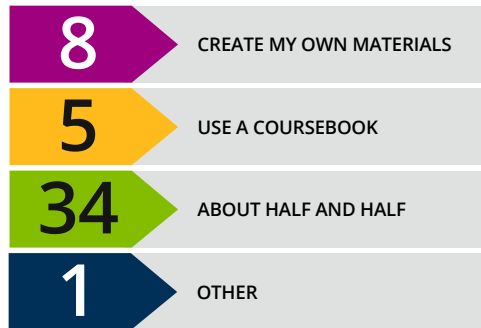 8 CREATE MY OWN MATERIALS
5 USE A COURSEBOOK
34 ABOUT HALF AND HALF
1 OTHER